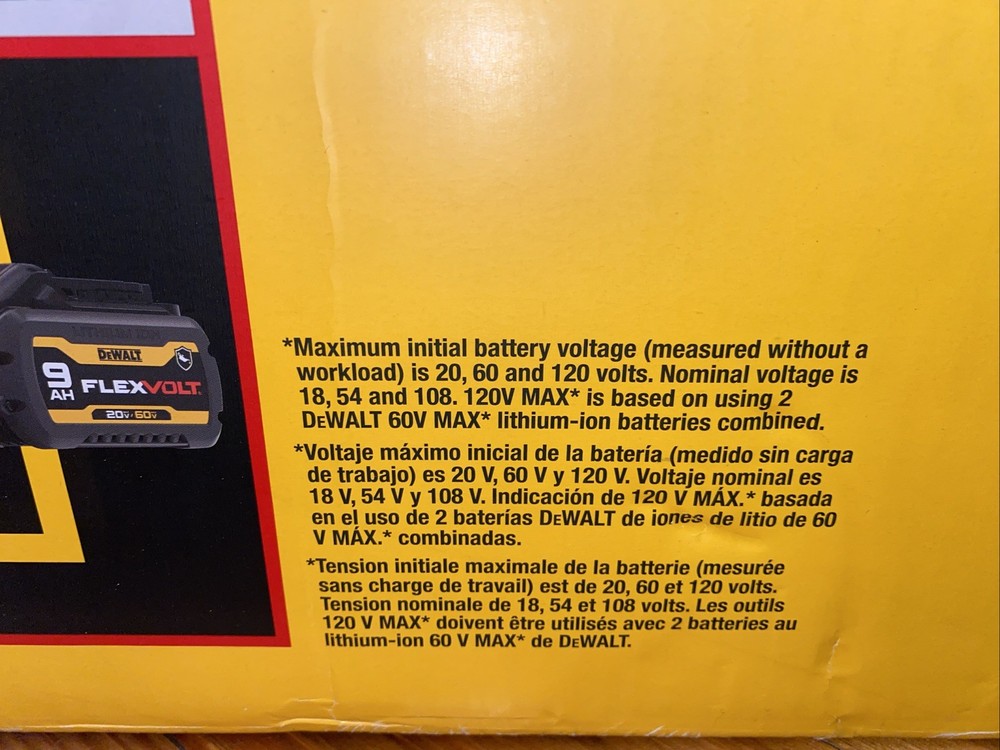 DEWALT
9
AH
FLEXVOLT
20V/60V
*Maximum initial battery voltage (measured without a
workload) is 20, 60 and 120 volts. Nominal voltage is
18, 54 and 108. 120V MAX* is based on using 2
DEWALT 60V MAX* lithium-ion batteries combined.
*Voltaje máximo inicial de la batería (medido sin carga
de trabajo) es 20 V, 60 V y 120 V. Voltaje nominal es
18 V, 54 V y 108 V. Indicación de 120 V MÁX.* basada
en el uso de 2 baterías DEWALT de iones de litio de 60
V MÁX.* combinadas.
*Tension initiale maximale de la batterie (mesurée
sans charge de travail) est de 20, 60 et 120 volts.
Tension nominale de 18, 54 et 108 volts. Les outils
120 V MAX* doivent être utilisés avec 2 batteries au
lithium-ion 60 V MAX* de DEWALT.